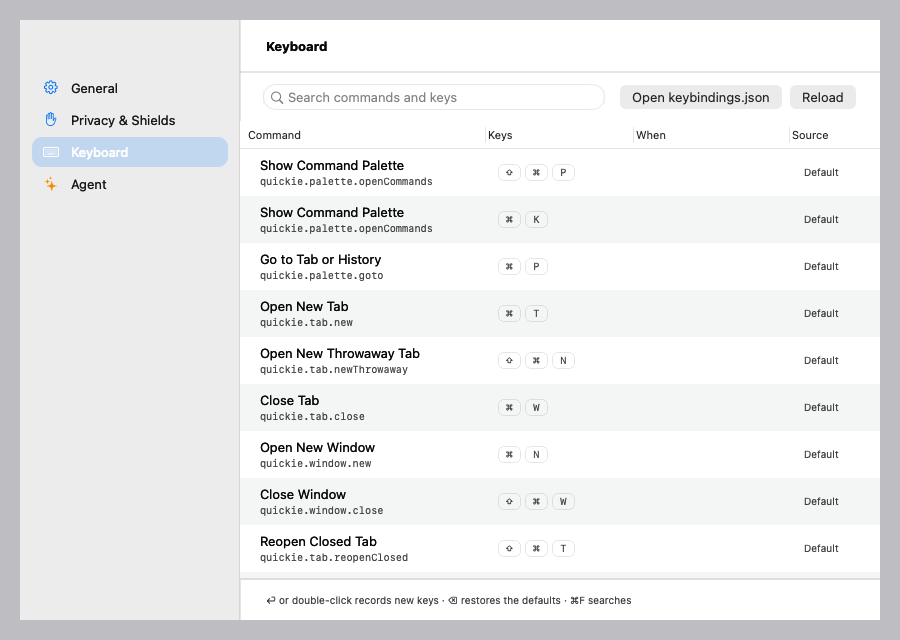 Keyboard
General
Privacy & Shields
Keyboard
Agent
Search commands and keys
Open keybindings.json
Reload
Command Keys When Source
Show Command Palette
quickie.palette.openCommands
⇧ ⌘ P
Default
Show Command Palette
quickie.palette.openCommands
⌘ K
Default
Go to Tab or History
quickie.palette.goto
⌘ P
Default
Open New Tab
quickie.tab.new
⌘ T
Default
Open New Throwaway Tab
quickie.tab.newThrowaway
⇧ ⌘ N
Default
Close Tab
quickie.tab.close
⌘ W
Default
Open New Window
quickie.window.new
⌘ N
Default
Close Window
quickie.window.close
⇧ ⌘ W
Default
Reopen Closed Tab
quickie.tab.reopenClosed
⇧ ⌘ T
Default
↩ or double-click records new keys · ⌫ restores the defaults · ⌘F searches